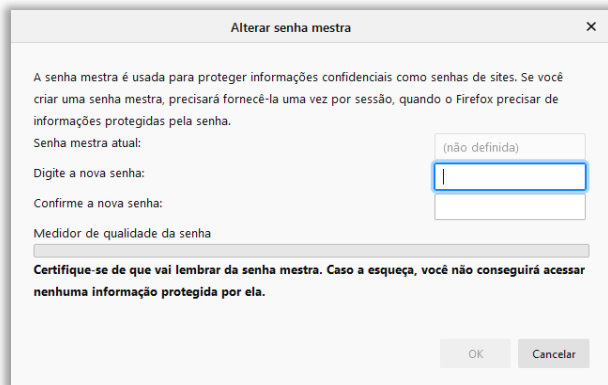 Alterar senha mestra
A senha mestra é usada para proteger informações confidenciais como senhas de sites. Se você
criar uma senha mestra, precisará fornecê-la uma vez por sessão, quando o Firefox precisar de
informações protegidas pela senha.
Senha mestra atual: (não definida)
Digite a nova senha:
Confirme a nova senha:
Medidor de qualidade da senha
Certifique-se de que vai lembrar da senha mestra. Caso a esqueça, você não conseguirá acessar
nenhuma informação protegida por ela.
OK Cancelar